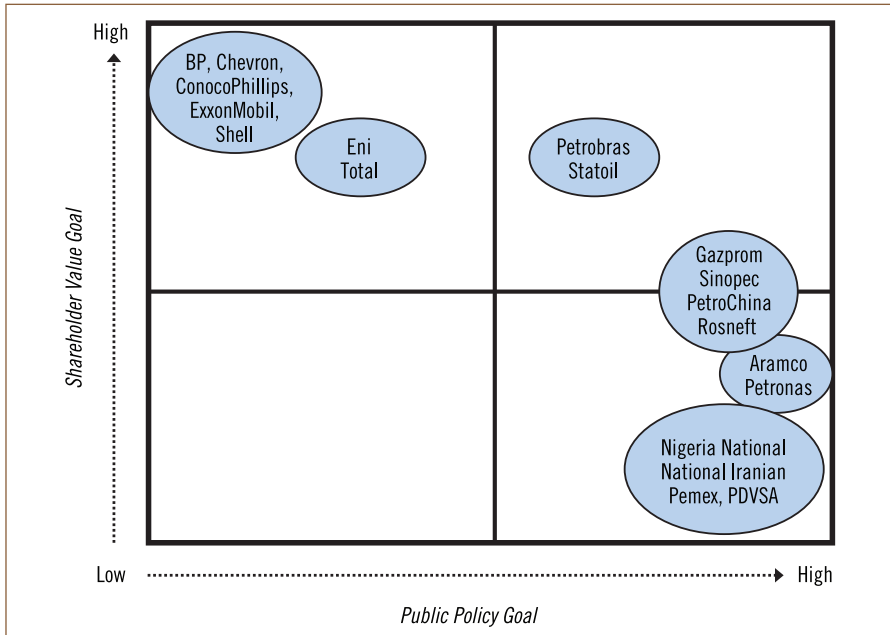 High
BP, Chevron,
ConocoPhillips,
ExxonMobil,
Shell
Eni
Total
Petrobras
Statoil
Gazprom
Sinopec
PetroChina
Rosneft
Aramco
Petronas
Nigeria National
National Iranian
Pemex, PDVSA
Shareholder Value Goal
Low
High
Public Policy Goal